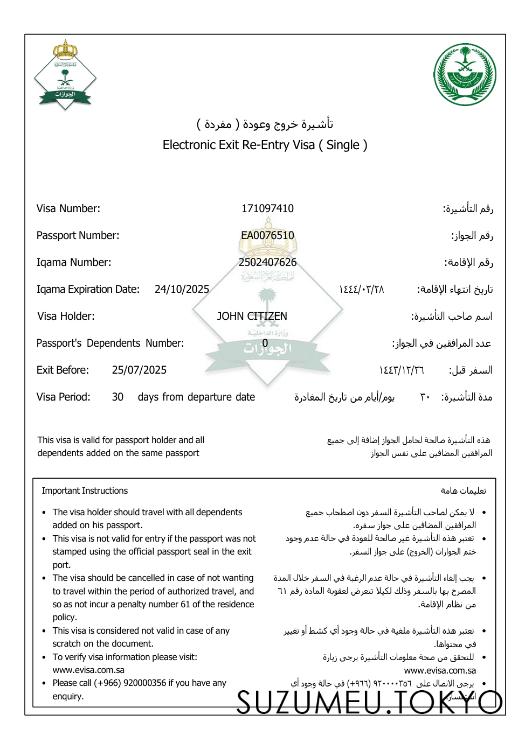 تأشيرة خروج وعودة ( مفردة )
Electronic Exit Re-Entry Visa ( Single )
Visa Number: 171097410 رقم التأشيرة:
Passport Number: EA0076510 رقم الجواز:
Iqama Number: 2502407626 رقم الإقامة:
Iqama Expiration Date: 24/10/2025 ١٤٤٤/٠٣/٢٨ تاريخ انتهاء الإقامة:
Visa Holder: JOHN CITIZEN اسم صاحب التأشيرة:
Passport's Dependents Number: 0 عدد المرافقين في الجواز:
Exit Before: 25/07/2025 ١٤٤٣/١٢/٢٦ السفر قبل:
Visa Period: 30 days from departure date يوم/أيام من تاريخ المغادرة ٣٠ مدة التأشيرة:
وزارة الداخلية
الجوازات
This visa is valid for passport holder and all
dependents added on the same passport
هذه التأشيرة صالحة لحامل الجواز إضافة إلى جميع
المرافقين المضافين على نفس الجواز
Important Instructions
• The visa holder should travel with all dependents
added on his passport.
• This visa is not valid for entry if the passport was not
stamped using the official passport seal in the exit
port.
• The visa should be cancelled in case of not wanting
to travel within the period of authorized travel, and
so as not incur a penalty number 61 of the residence
policy.
• This visa is considered not valid in case of any
scratch on the document.
• To verify visa information please visit:
www.evisa.com.sa
• Please call (+966) 920000356 if you have any
enquiry.
تعليمات هامة
• لا يمكن لصاحب التأشيرة السفر دون اصطحاب جميع
المرافقين المضافين على جواز سفره.
• تعتبر هذه التأشيرة غير صالحة للعودة في حالة عدم وجود
ختم الجوازات (الخروج) على جواز السفر.
• يجب إلغاء التأشيرة في حالة عدم الرغبة في السفر خلال المدة
المصرح بها بالسفر وذلك لكيلا تتعرض لعقوبة المادة رقم ٦١
من نظام الإقامة.
• تعتبر هذه التأشيرة ملغية في حالة وجود أي كشط أو تغيير
في محتواها.
• للتحقق من صحة معلومات التأشيرة يرجى زيارة
www.evisa.com.sa
• يرجى الاتصال على ٩٢٠٠٠٠٣٥٦ (٩٦٦+) في حالة وجود أي
SUZUMEU.TOKYO